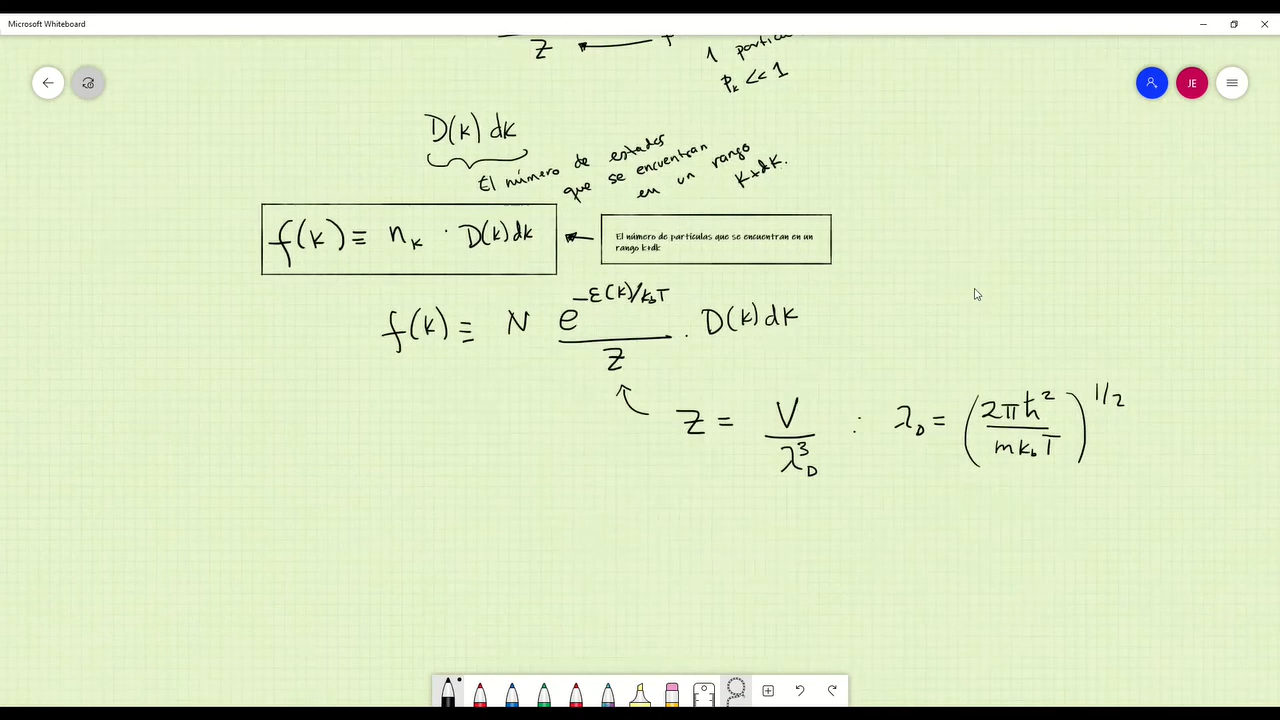 Microsoft Whiteboard
Z
1 partícu
p_k << 1
JE
D(k) dk
El número de estados
que se encuentran
en un rango
k+dk.
f(k) ≡ n_k · D(k)dk
El número de partículas que se encuentran en un
rango k+dk
f(k) ≡ N e^{-ε(k)/k_bT} / Z · D(k)dk
Z = V / λ_D^3 : λ_D = (2πħ^2 / mk_bT)^{1/2}